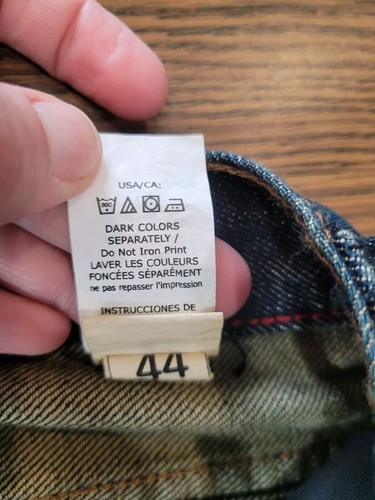 USA/CA:
DARK COLORS
SEPARATELY /
Do Not Iron Print
LAVER LES COULEURS
FONCÉES SÉPARÉMENT
ne pas repasser l'impression
INSTRUCCIONES DE
44